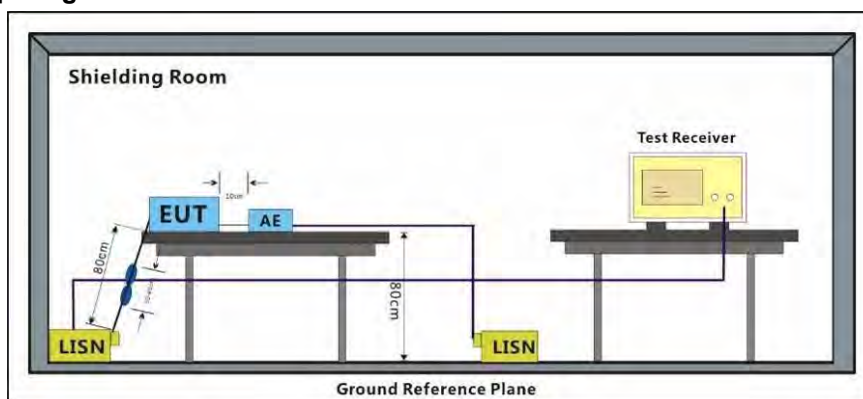 Shielding Room
Test Receiver
10cm
EUT
AE
80cm
80cm
LISN
LISN
Ground Reference Plane